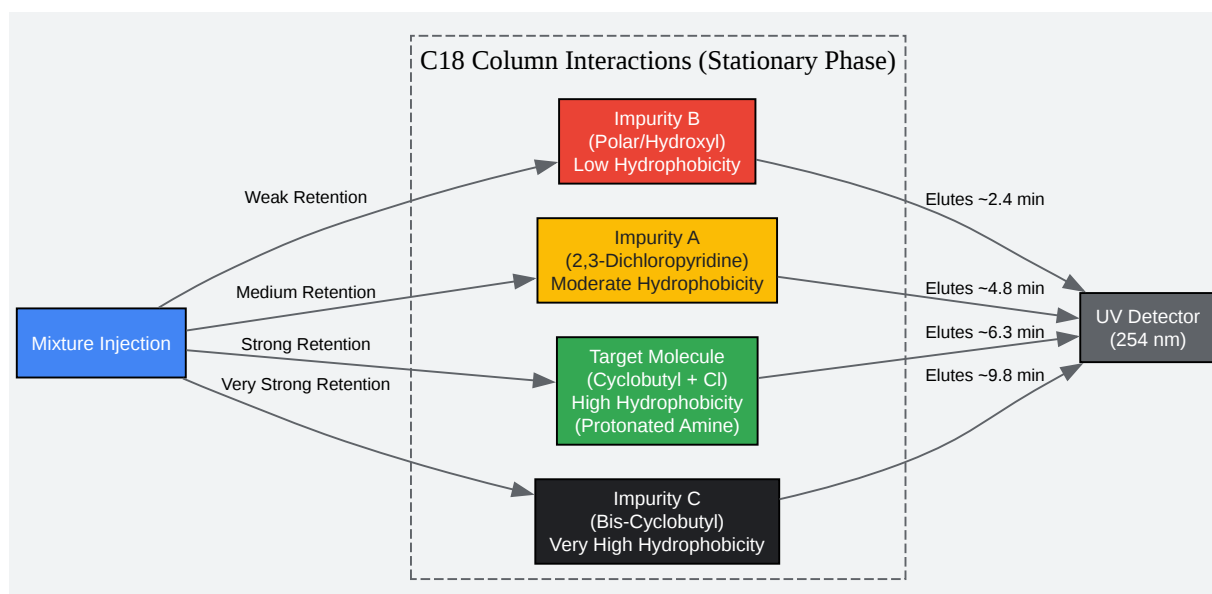 C18 Column Interactions (Stationary Phase)
Impurity B
(Polar/Hydroxyl)
Low Hydrophobicity
Weak Retention
Elutes ~2.4 min
Impurity A
(2,3-Dichloropyridine)
Moderate Hydrophobicity
Medium Retention
Elutes ~4.8 min
Mixture Injection
UV Detector
(254 nm)
Strong Retention
Elutes ~6.3 min
Target Molecule
(Cyclobutyl + Cl)
High Hydrophobicity
(Protonated Amine)
Very Strong Retention
Elutes ~9.8 min
Impurity C
(Bis-Cyclobutyl)
Very High Hydrophobicity